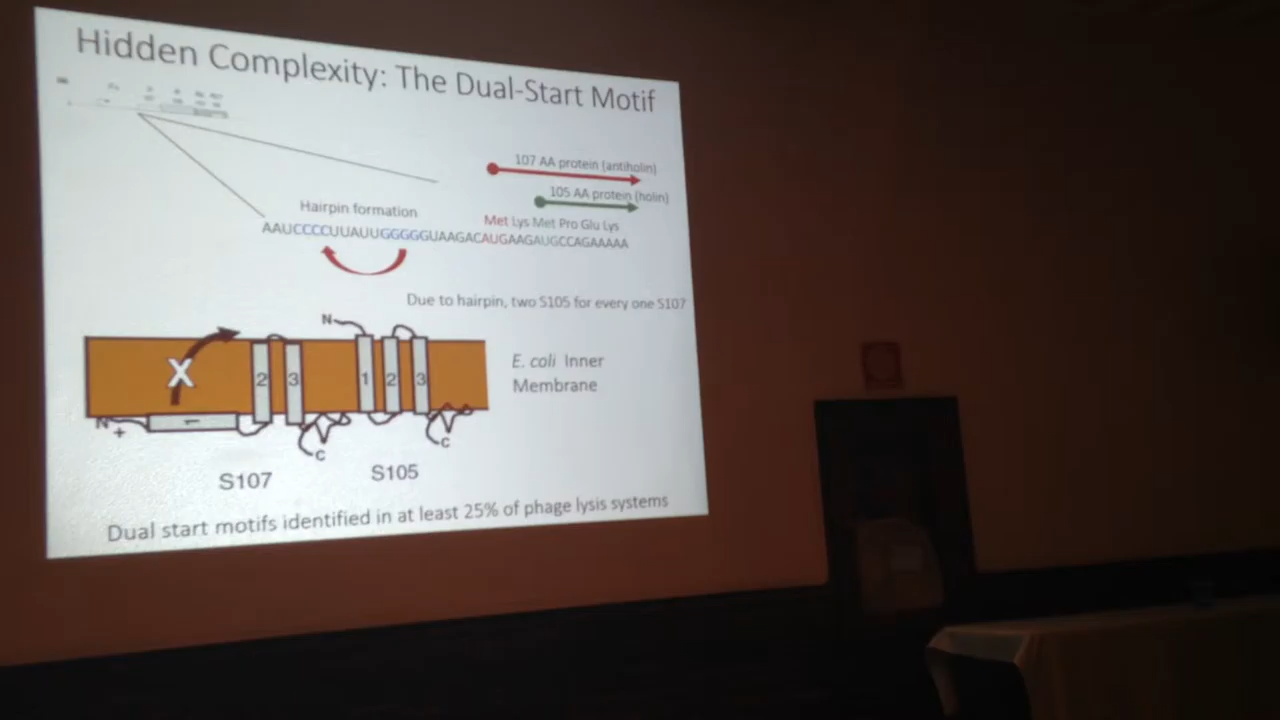 Hidden Complexity: The Dual-Start Motif
107 AA protein (antiholin)
105 AA protein (holin)
Hairpin formation
Met Lys Met Pro Glu Lys
AAUCCCCUUAUUGGGGGUAAGACAUGAAGAUGCCAGAAAAA
Due to hairpin, two S105 for every one S107
N
X
2 3
1 2 3
E. coli Inner
Membrane
N
+
1
C
C
S107
S105
Dual start motifs identified in at least 25% of phage lysis systems